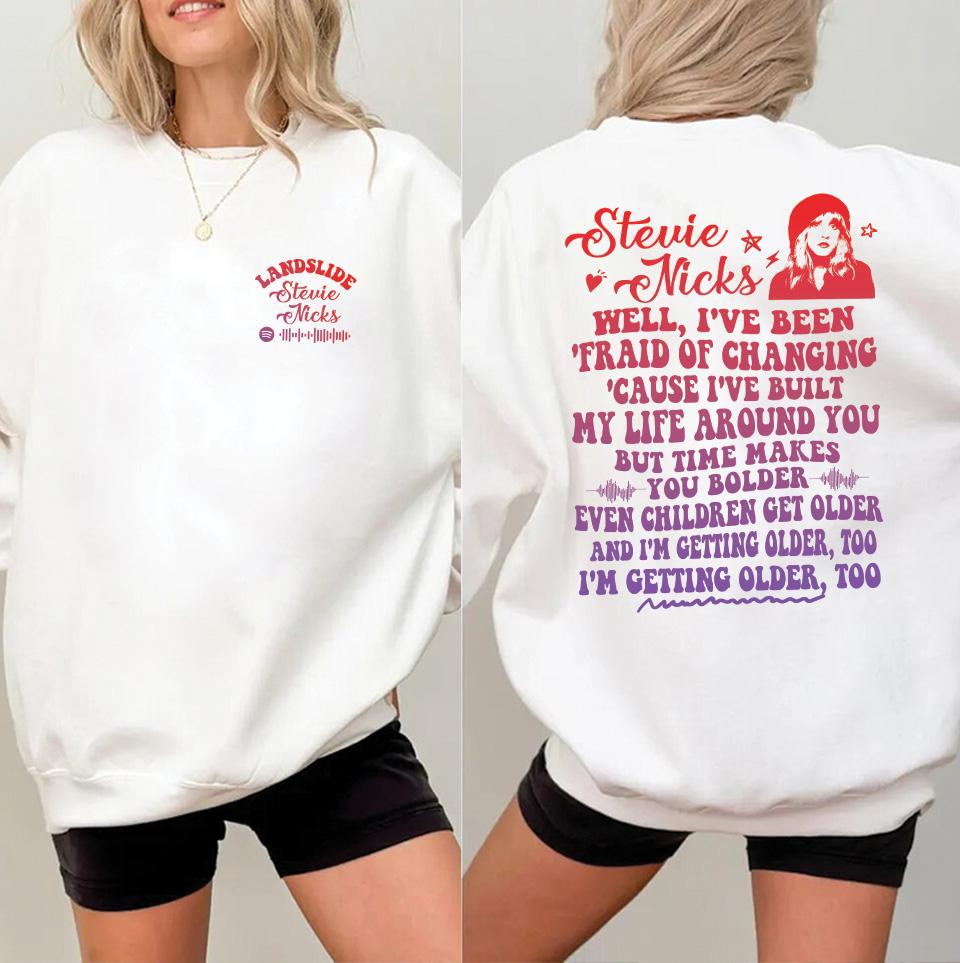 LANDSLIDE
Stevie
Nicks
Stevie
Nicks
WELL, I'VE BEEN
'FRAID OF CHANGING
'CAUSE I'VE BUILT
MY LIFE AROUND YOU
BUT TIME MAKES
YOU BOLDER
EVEN CHILDREN GET OLDER
AND I'M GETTING OLDER, TOO
I'M GETTING OLDER, TOO